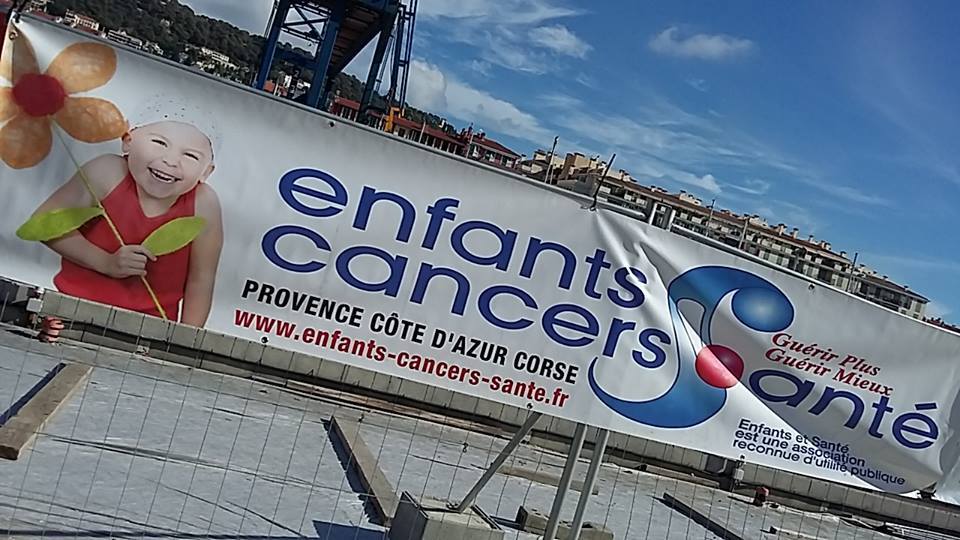 enfants
cancers
Santé
PROVENCE CÔTE D'AZUR CORSE
www.enfants-cancers-sante.fr
Guérir Plus
Guérir Mieux
Enfants et Santé
est une association
reconnue d'utilité publique